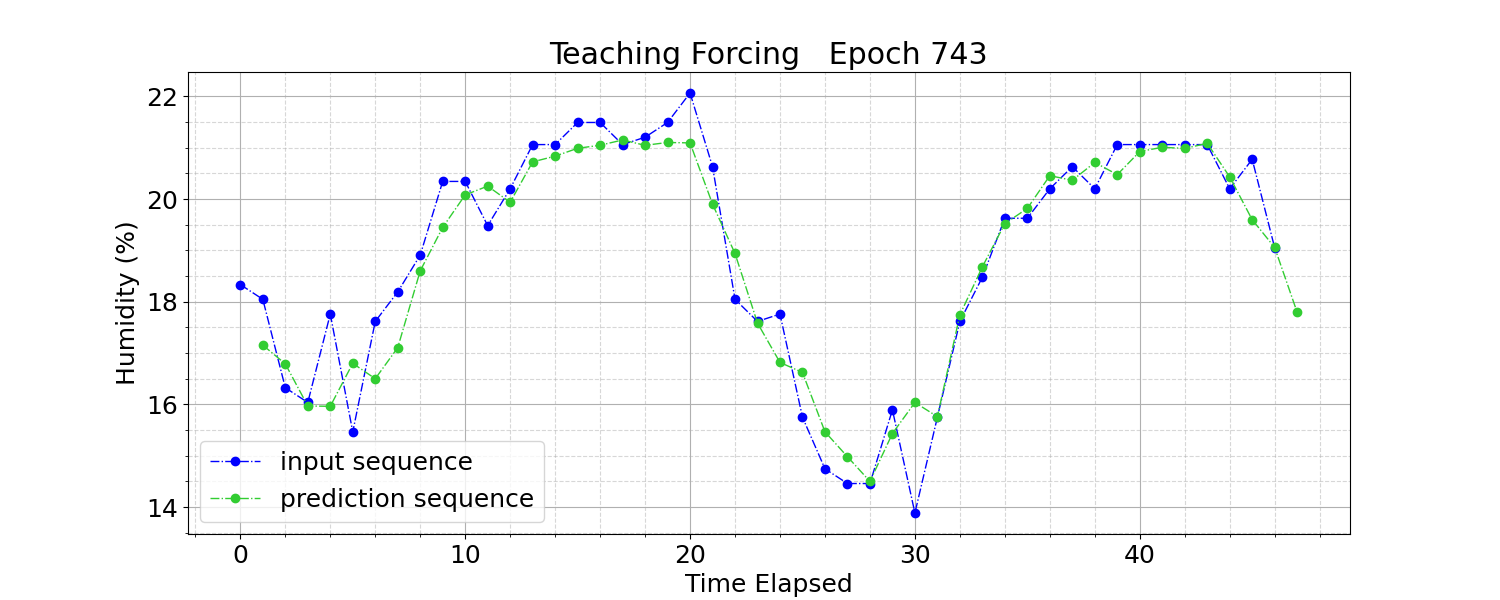 Teaching Forcing   Epoch 743
Humidity (%)
22
20
18
16
14
input sequence
prediction sequence
0 10 20 30 40
Time Elapsed